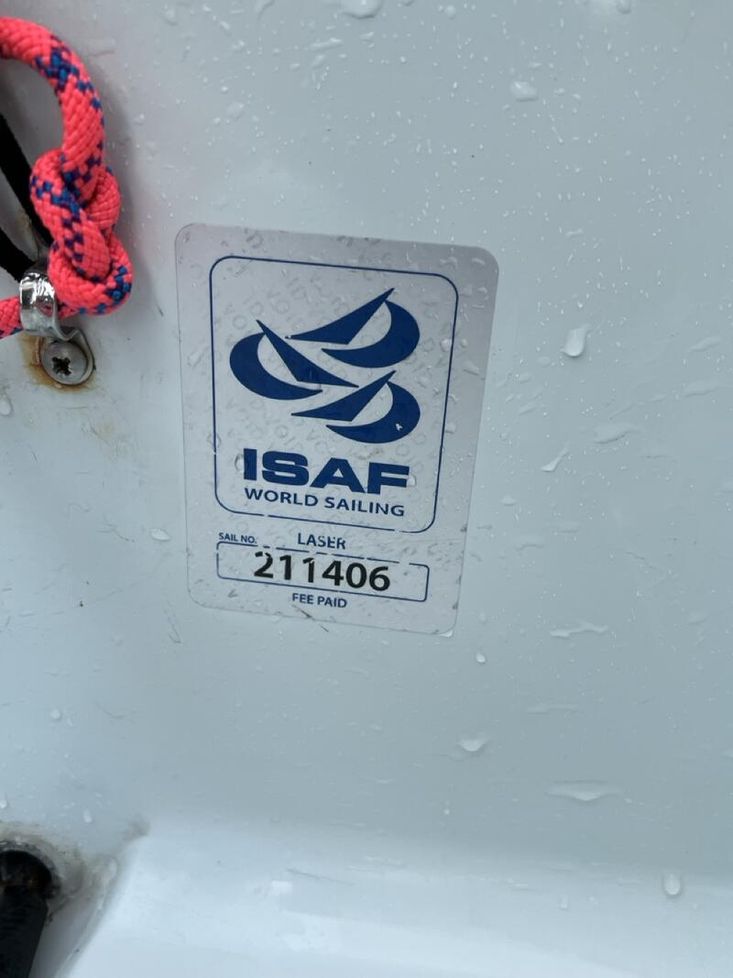 ISAF
WORLD SAILING
SAIL NO. LASER
211406
FEE PAID